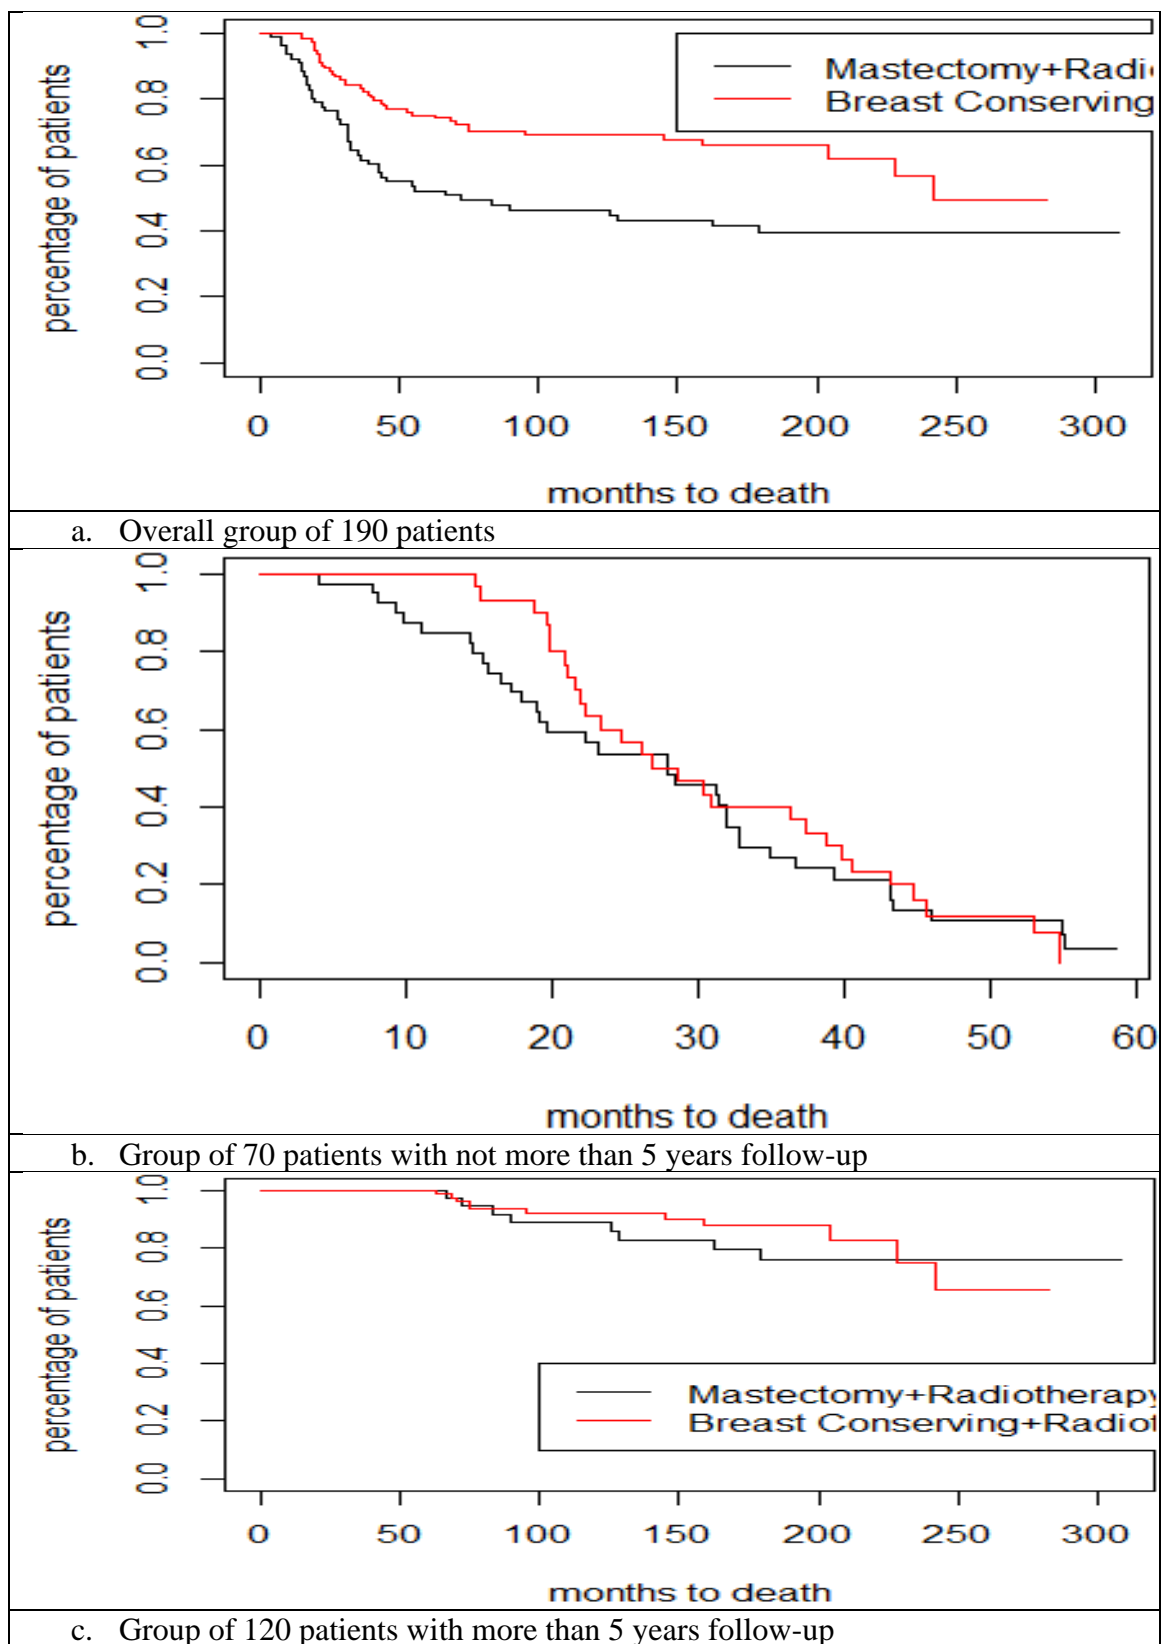 1.0
0.8
0.6
0.4
0.2
0.0
percentage of patients
Mastectomy+Radi
Breast Conserving
0 50 100 150 200 250 300
months to death
a. Overall group of 190 patients
1.0
0.8
0.6
0.4
0.2
0.0
percentage of patients
0 10 20 30 40 50 60
months to death
b. Group of 70 patients with not more than 5 years follow-up
1.0
0.8
0.6
0.4
0.2
0.0
percentage of patients
Mastectomy+Radiotherapy
Breast Conserving+Radiot
0 50 100 150 200 250 300
months to death
c. Group of 120 patients with more than 5 years follow-up